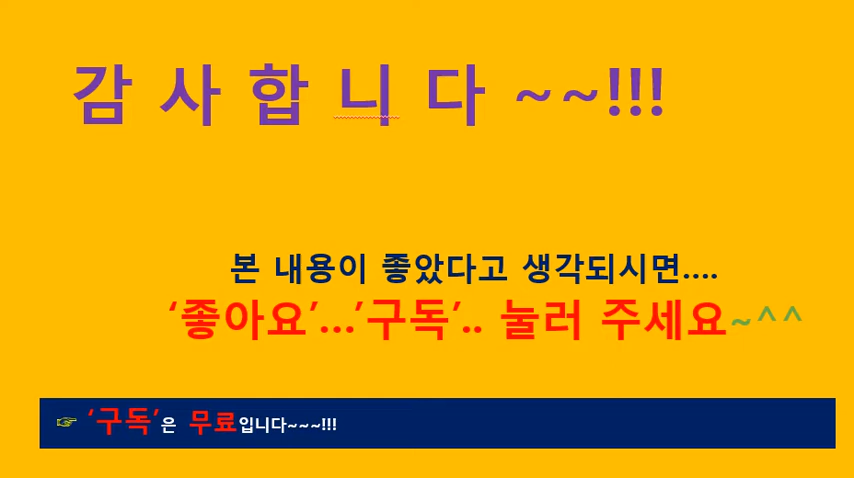 감 사 합 니 다 ~~!!!
본 내용이 좋았다고 생각되시면....
‘좋아요’...’구독’.. 눌러 주세요~^^
☞ ‘구독’은 무료입니다~~~!!!